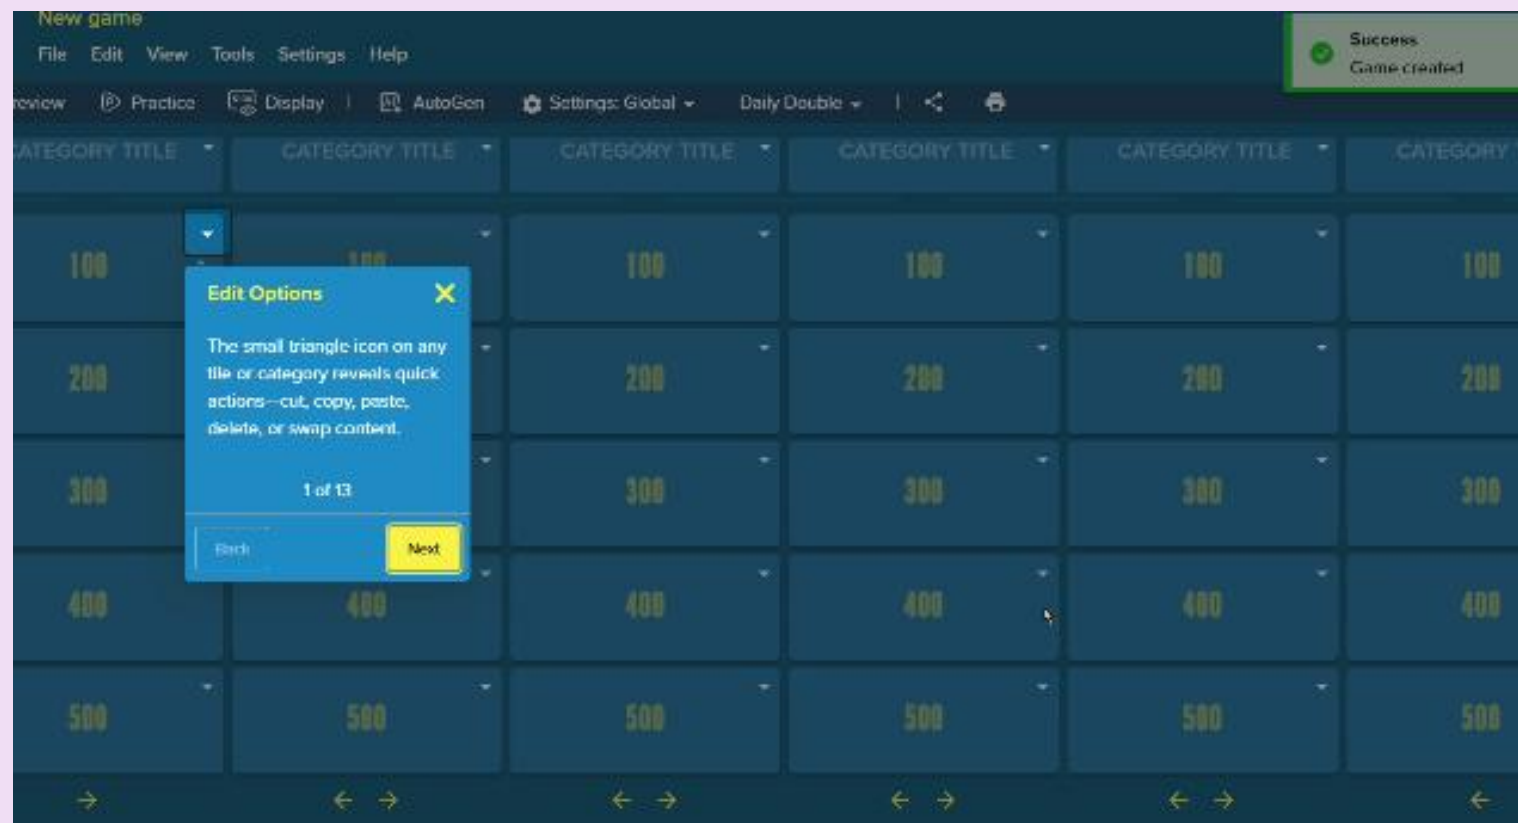 New game
File Edit View Tools Settings Help
Success
Game created
review Practice Display | AutoGen Settings: Global Daily Double |
CATEGORY TITLE CATEGORY TITLE CATEGORY TITLE CATEGORY TITLE CATEGORY TITLE CATEGORY
100 100 100 100 100 100
Edit Options
The small triangle icon on any
tile or category reveals quick
actions—cut, copy, paste,
delete, or swap content.
1 of 13
Back Next
200 200 200 200 200
300 300 300 300 300
400 400 400 400 400 400
500 500 500 500 500 500